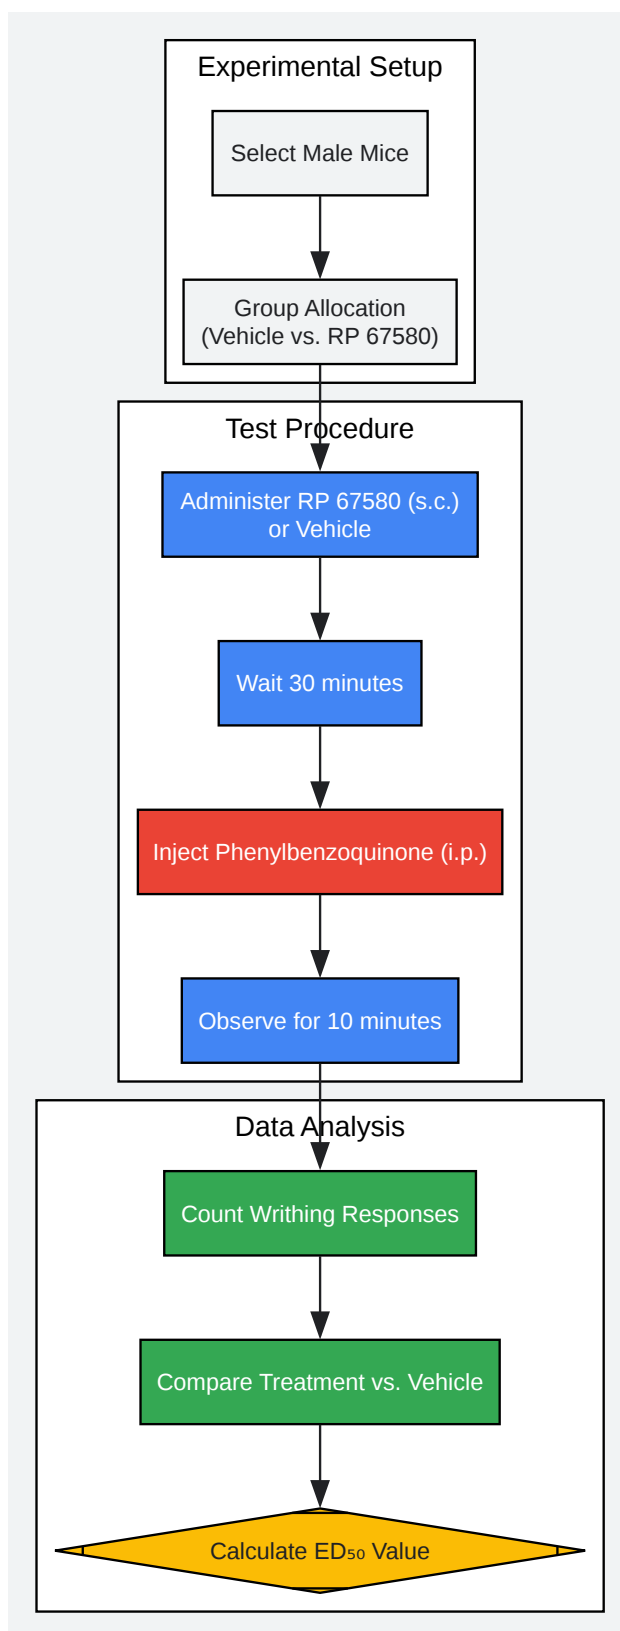 Experimental Setup
Select Male Mice
Group Allocation
(Vehicle vs. RP 67580)
Test Procedure
Administer RP 67580 (s.c.)
or Vehicle
Wait 30 minutes
Inject Phenylbenzoquinone (i.p.)
Observe for 10 minutes
Data Analysis
Count Writhing Responses
Compare Treatment vs. Vehicle
Calculate ED₅₀ Value